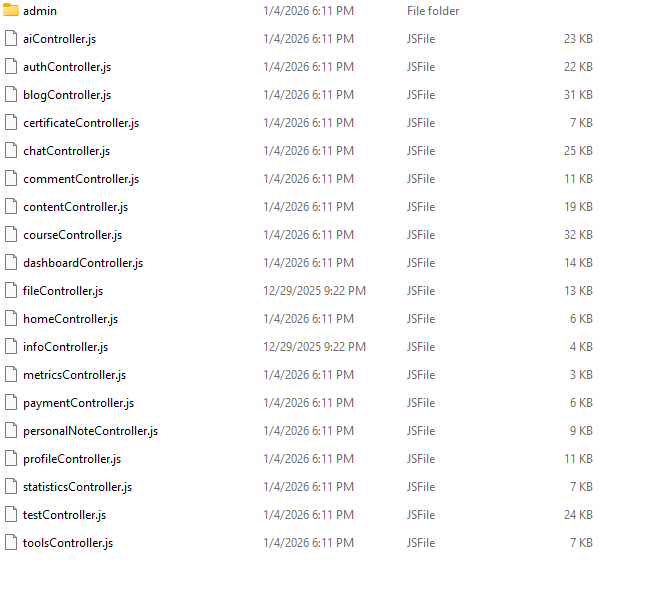 admin 1/4/2026 6:11 PM File folder
aiController.js 1/4/2026 6:11 PM JSFile 23 KB
authController.js 1/4/2026 6:11 PM JSFile 22 KB
blogController.js 1/4/2026 6:11 PM JSFile 31 KB
certificateController.js 1/4/2026 6:11 PM JSFile 7 KB
chatController.js 1/4/2026 6:11 PM JSFile 25 KB
commentController.js 1/4/2026 6:11 PM JSFile 11 KB
contentController.js 1/4/2026 6:11 PM JSFile 19 KB
courseController.js 1/4/2026 6:11 PM JSFile 32 KB
dashboardController.js 1/4/2026 6:11 PM JSFile 14 KB
fileController.js 12/29/2025 9:22 PM JSFile 13 KB
homeController.js 1/4/2026 6:11 PM JSFile 6 KB
infoController.js 12/29/2025 9:22 PM JSFile 4 KB
metricsController.js 1/4/2026 6:11 PM JSFile 3 KB
paymentController.js 1/4/2026 6:11 PM JSFile 6 KB
personalNoteController.js 1/4/2026 6:11 PM JSFile 9 KB
profileController.js 1/4/2026 6:11 PM JSFile 11 KB
statisticsController.js 1/4/2026 6:11 PM JSFile 7 KB
testController.js 1/4/2026 6:11 PM JSFile 24 KB
toolsController.js 1/4/2026 6:11 PM JSFile 7 KB